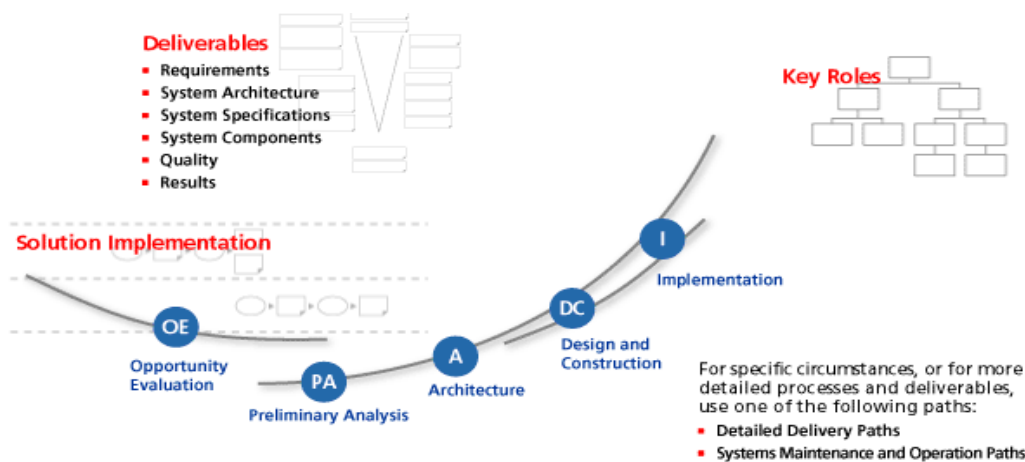 Deliverables
Requirements
System Architecture
System Specifications
System Components
Quality
Results
Key Roles
Solution Implementation
OE
Opportunity
Evaluation
PA
Preliminary Analysis
A
Architecture
DC
Design and
Construction
I
Implementation
For specific circumstances, or for more
detailed processes and deliverables,
use one of the following paths:
Detailed Delivery Paths
Systems Maintenance and Operation Paths